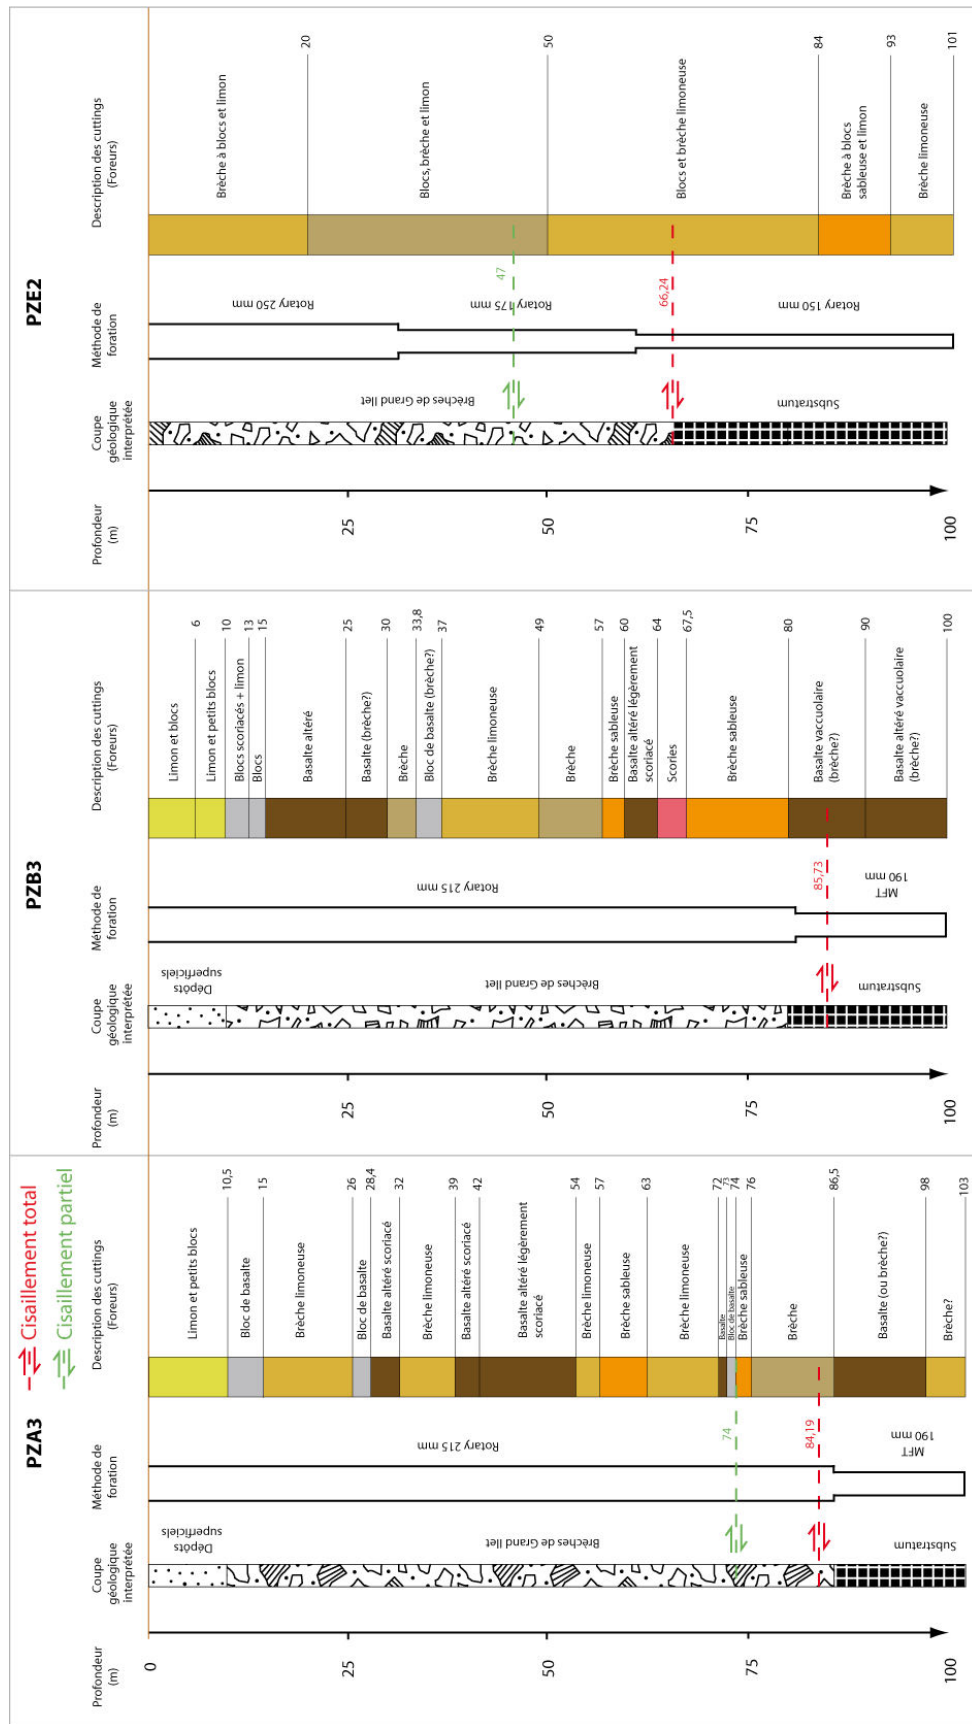 Cisaillement total
Cisaillement partiel
PZA3
Profondeur
(m)
Coupe
géologique
interprétée
Méthode de
foration
Description des cuttings
(Foreurs)
0
25
50
75
100
Dépôts
superficiels
Brèches de Grand Ilet
Substratum
Rotary 215 mm
MFT
190 mm
74
84,19
Limon et petits blocs
10,5
Bloc de basalte
15
Brèche limoneuse
26
Bloc de basalte
28,4
Basalte altéré scoriacé
32
Brèche limoneuse
39
Basalte altéré scoriacé
42
Basalte altéré légèrement
scoriacé
54
Brèche limoneuse
57
Brèche sableuse
63
Brèche limoneuse
72
Basalte
73
Bloc de basalte
74
Brèche sableuse
76
Brèche
86,5
Basalte (ou brèche?)
98
Brèche?
103
PZB3
Profondeur
(m)
Coupe
géologique
interprétée
Méthode de
foration
Description des cuttings
(Foreurs)
25
50
75
100
Dépôts
superficiels
Brèches de Grand Ilet
Substratum
Rotary 215 mm
MFT
190 mm
85,73
Limon et blocs
6
Limon et petits blocs
10
Blocs scoriacés + limon
13
Blocs
15
Basalte altéré
25
Basalte (brèche?)
30
Brèche
33,8
Bloc de basalte (brèche?)
37
Brèche limoneuse
49
Brèche
57
Brèche sableuse
60
Basalte altéré légèrement
scoriacé
64
Scories
67,5
Brèche sableuse
80
Basalte vaccuolaire
(brèche?)
90
Basalte altéré vaccuolaire
(brèche?)
100
PZE2
Profondeur
(m)
Coupe
géologique
interprétée
Méthode de
foration
Description des cuttings
(Foreurs)
25
50
75
100
Brèches de Grand Ilet
Substratum
Rotary 250 mm
Rotary 175 mm
Rotary 150 mm
47
66,24
Brèche à blocs et limon
20
Blocs, brèche et limon
50
Blocs et brèche limoneuse
84
Brèche à blocs
sableuse et limon
93
Brèche limoneuse
101